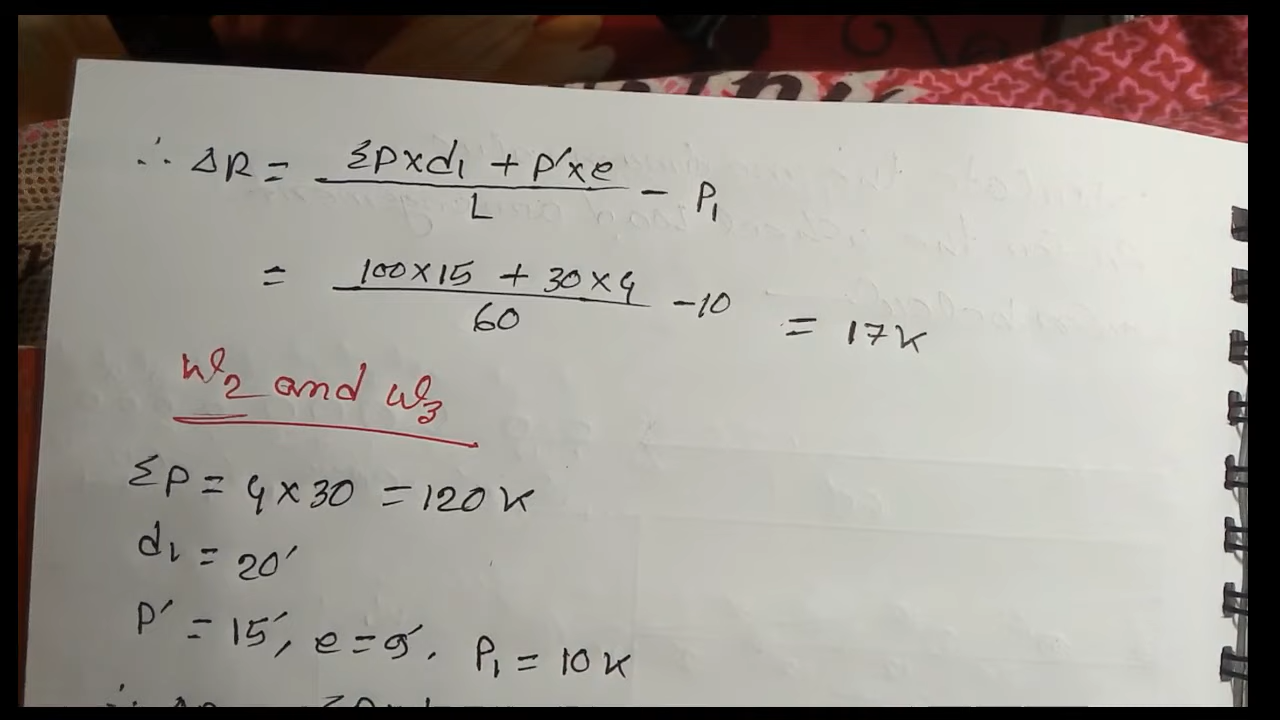 ∴ ΔR = (ΣP×d₁ + P′×e) / L − P₁
= (100×15 + 30×4) / 60 − 10 = 17K
W₂ and W₃
ΣP = 4×30 = 120K
d₁ = 20′
P′ = 15′, e = 9′. P₁ = 10K